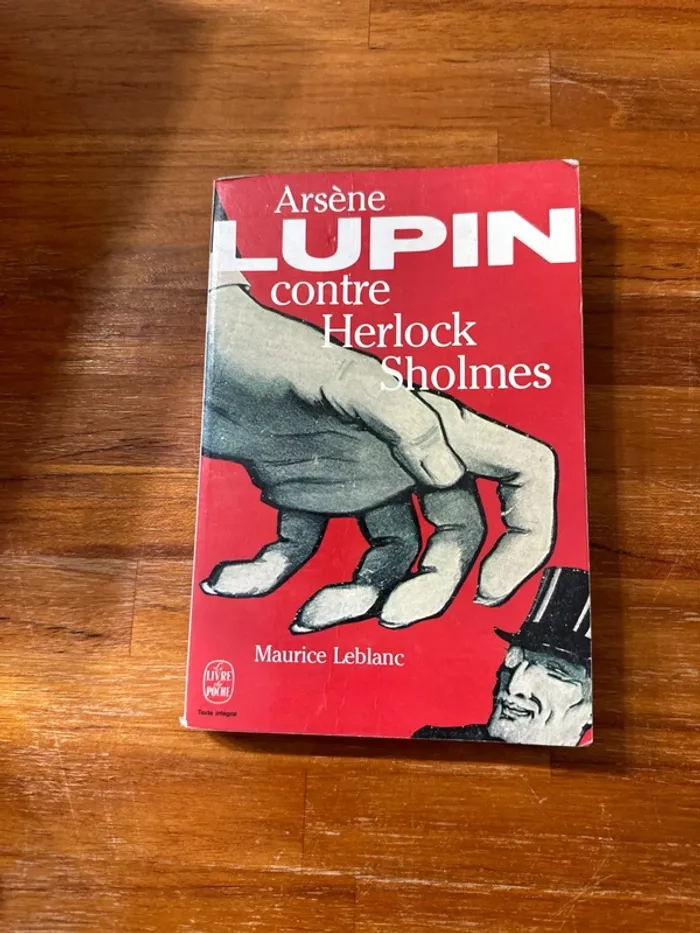 Arsène
LUPIN
contre
Herlock
Sholmes
Maurice Leblanc
Le
LIVRE
de
POCHE
Texte intégral